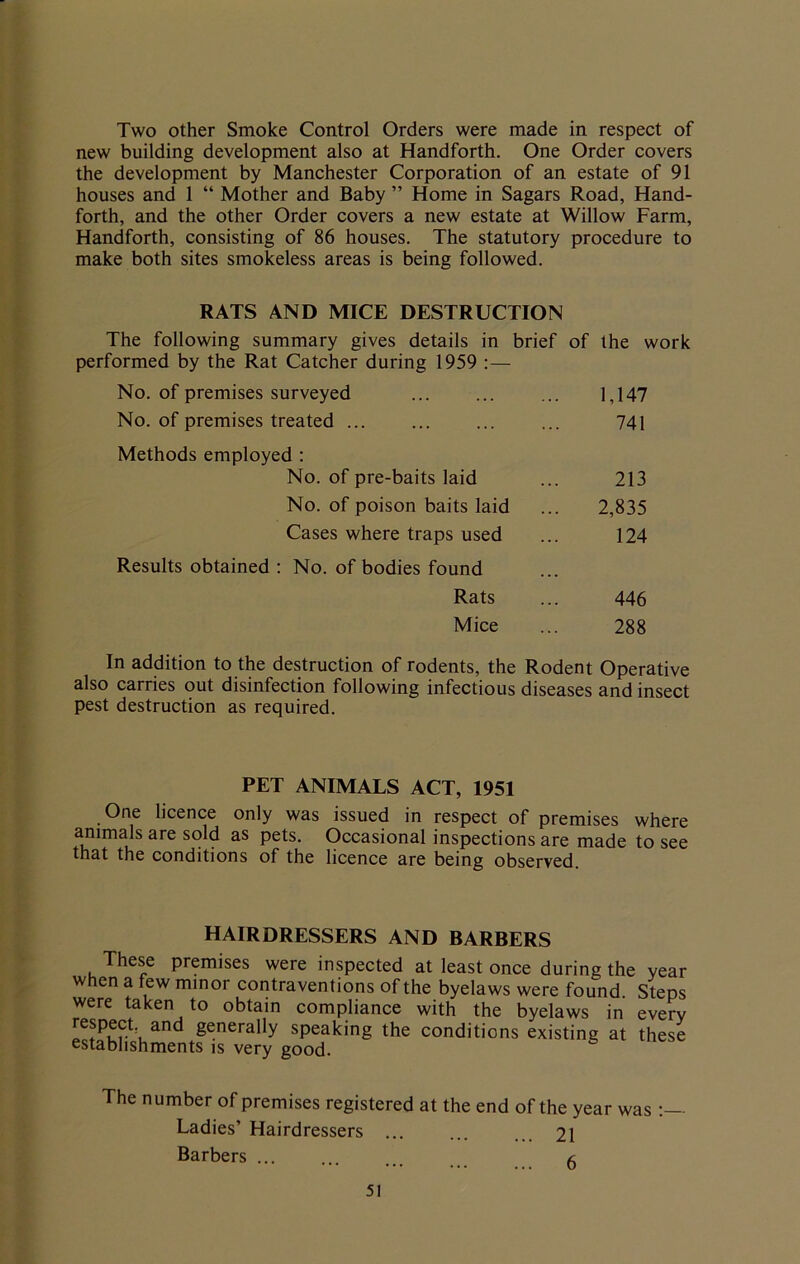 Two other Smoke Control Orders were made in respect of
new building development also at Handforth. One Order covers
the development by Manchester Corporation of an estate of 91
houses and 1 “ Mother and Baby ” Home in Sagars Road, Hand-
forth, and the other Order covers a new estate at Willow Farm,
Handforth, consisting of 86 houses. The statutory procedure to
make both sites smokeless areas is being followed.
RATS AND MICE DESTRUCTION
The following summary gives details in brief of the work
performed by the Rat Catcher during 1959 :—
No. of premises surveyed ... ... ... 1,147
No. of premises treated ... ... ... ... 741
Methods employed :
No. of pre-baits laid ... 213
No. of poison baits laid ... 2,835
Cases where traps used ... 124
Results obtained : No. of bodies found ...
Rats ... 446
Mice ... 288
In addition to the destruction of rodents, the Rodent Operative
also carries out disinfection following infectious diseases and insect
pest destruction as required.
PET ANIMALS ACT, 1951
One licence only was issued in respect of premises where
animals are sold as pets. Occasional inspections are made to see
that the conditions of the licence are being observed.
HAIRDRESSERS AND BARBERS
These premises were inspected at least once during the year
when a few minor contraventions of the byelaws were found. Steps
were taken to obtain compliance with the byelaws in every
respect, and generally speaking the conditions existing at these
establishments is very good.
The number of premises registered at the end of the year was :—
Ladies’ Hairdressers ... ... ... 21
Barbers ... ... ... ... ... 6
51